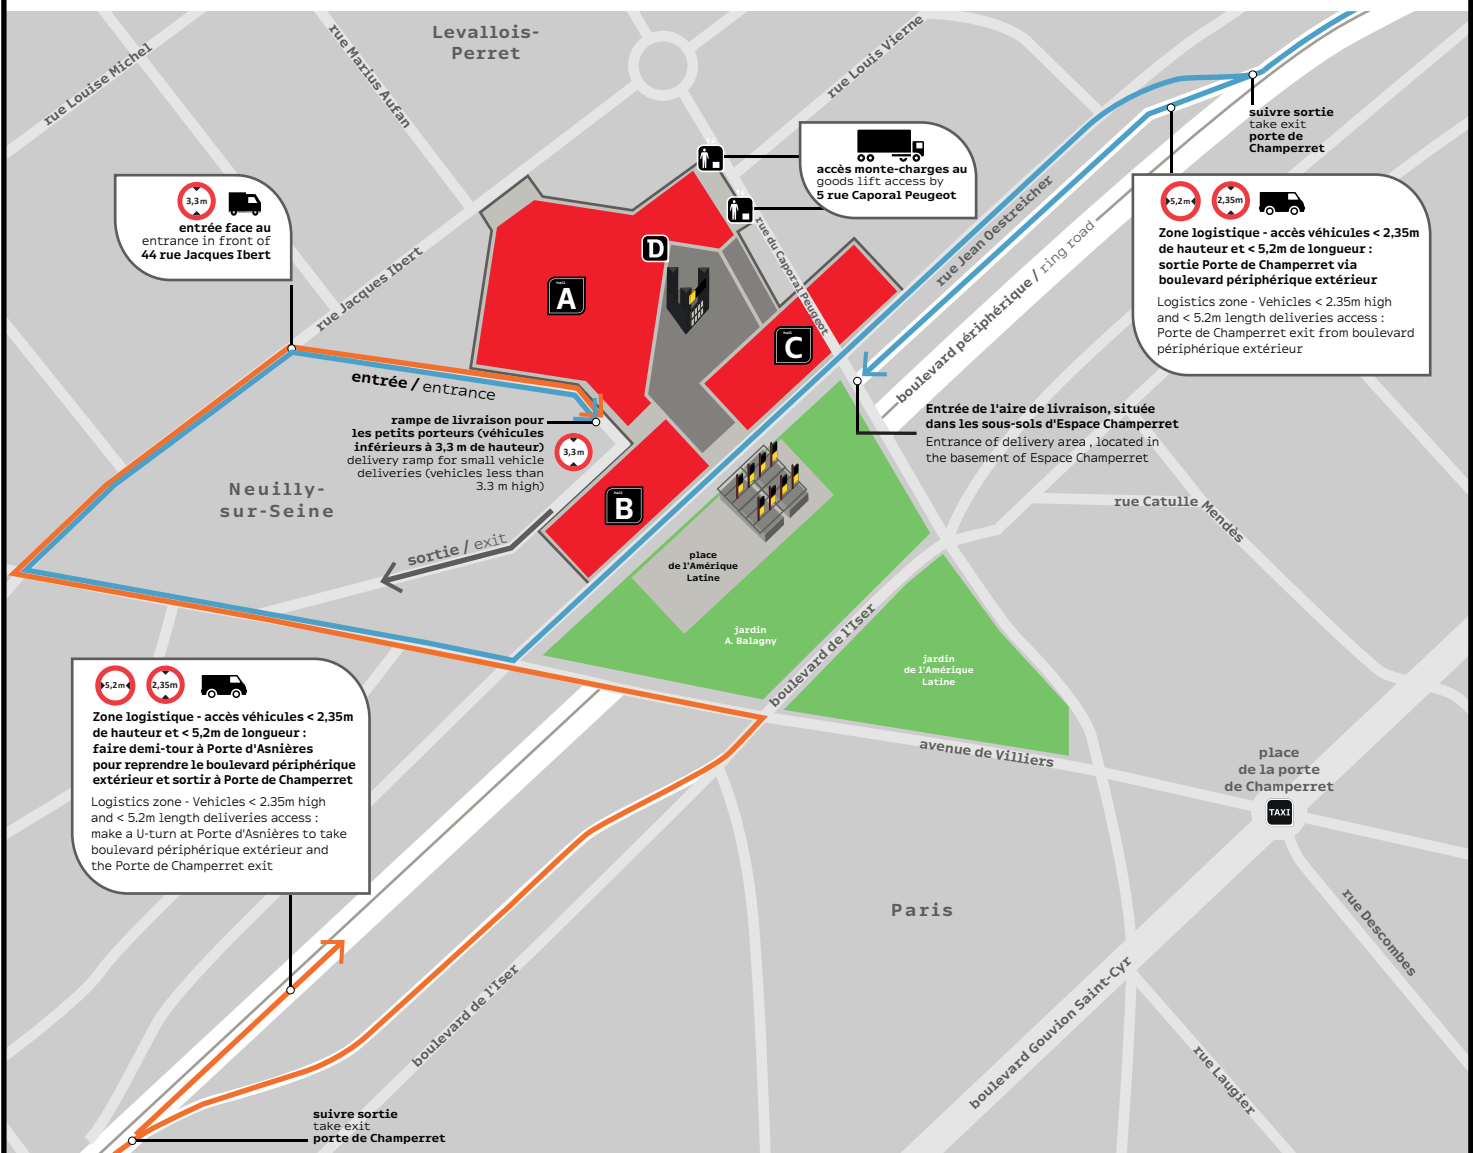 Levallois-
Perret
rue Louise Michel
rue Marius Aufan
rue Louis Vierne
suivre sortie
take exit
porte de
Champerret
accès monte-charges au
goods lift access by
5 rue Caporal Peugeot
3,3 m
entrée face au
entrance in front of
44 rue Jacques Ibert
5,2m
2,35m
Zone logistique - accès véhicules < 2,35m
de hauteur et < 5,2m de longueur :
sortie Porte de Champerret via
boulevard périphérique extérieur
Logistics zone - Vehicles < 2.35m high
and < 5.2m length deliveries access :
Porte de Champerret exit from boulevard
périphérique extérieur
rue Jacques Ibert
rue du Caporal Peugeot
rue Jean Oestreicher
boulevard périphérique / ring road
D
hall
A
hall
C
entrée / entrance
rampe de livraison pour
les petits porteurs (véhicules
inférieurs à 3,3 m de hauteur)
delivery ramp for small vehicle
deliveries (vehicles less than
3.3 m high)
3,3 m
Entrée de l'aire de livraison, située
dans les sous-sols d'Espace Champerret
Entrance of delivery area , located in
the basement of Espace Champerret
Neuilly-
sur-Seine
hall
B
sortie / exit
rue Catulle Mendès
place
de l'Amérique
Latine
jardin
A. Balagny
boulevard de l'Iser
jardin
de l'Amérique
Latine
5,2m
2,35m
Zone logistique - accès véhicules < 2,35m
de hauteur et < 5,2m de longueur :
faire demi-tour à Porte d'Asnières
pour reprendre le boulevard périphérique
extérieur et sortir à Porte de Champerret
Logistics zone - Vehicles < 2.35m high
and < 5.2m length deliveries access :
make a U-turn at Porte d'Asnières to take
boulevard périphérique extérieur and
the Porte de Champerret exit
avenue de Villiers
place
de la porte
de Champerret
TAXI
Paris
rue Descombes
boulevard de l'Iser
boulevard Gouvion Saint-Cyr
rue Laugier
suivre sortie
take exit
porte de Champerret